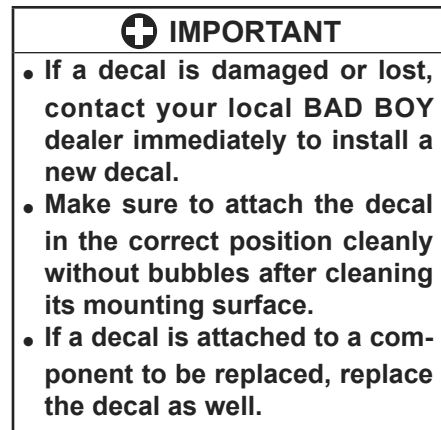 IMPORTANT
• If a decal is damaged or lost,
contact your local BAD BOY
dealer immediately to install a
new decal.
• Make sure to attach the decal
in the correct position cleanly
without bubbles after cleaning
its mounting surface.
• If a decal is attached to a com-
ponent to be replaced, replace
the decal as well.